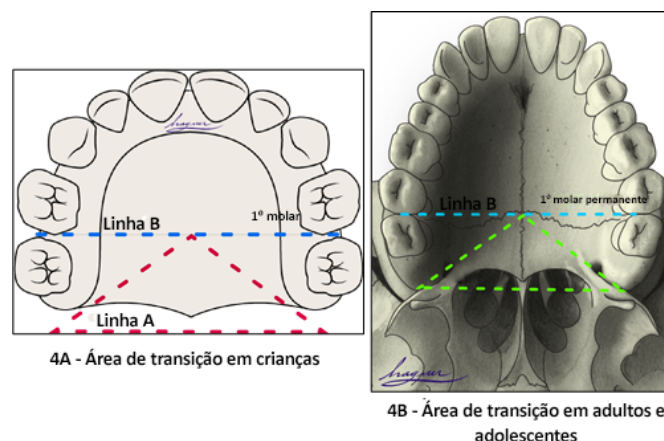 Linha B
1º molar
Linha A
4A - Área de transição em crianças
Linha B
1º molar permanente
4B - Área de transição em adultos e
adolescentes